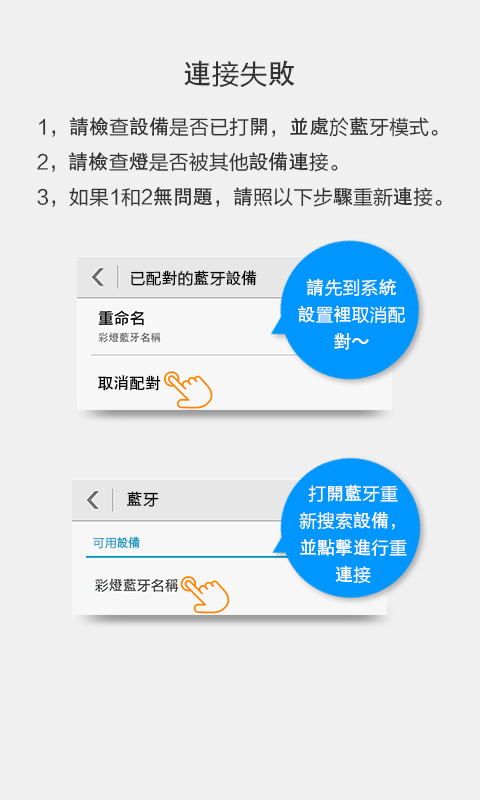 連接失敗
1，請檢查設備是否已打開，並處於藍牙模式。
2，請檢查燈是否被其他設備連接。
3，如果1和2無問題，請照以下步驟重新連接。
已配對的藍牙設備
重命名
彩燈藍牙名稱
取消配對
請先到系統
設置裡取消配
對～
藍牙
可用設備
彩燈藍牙名稱
打開藍牙重
新搜索設備，
並點擊進行重
連接